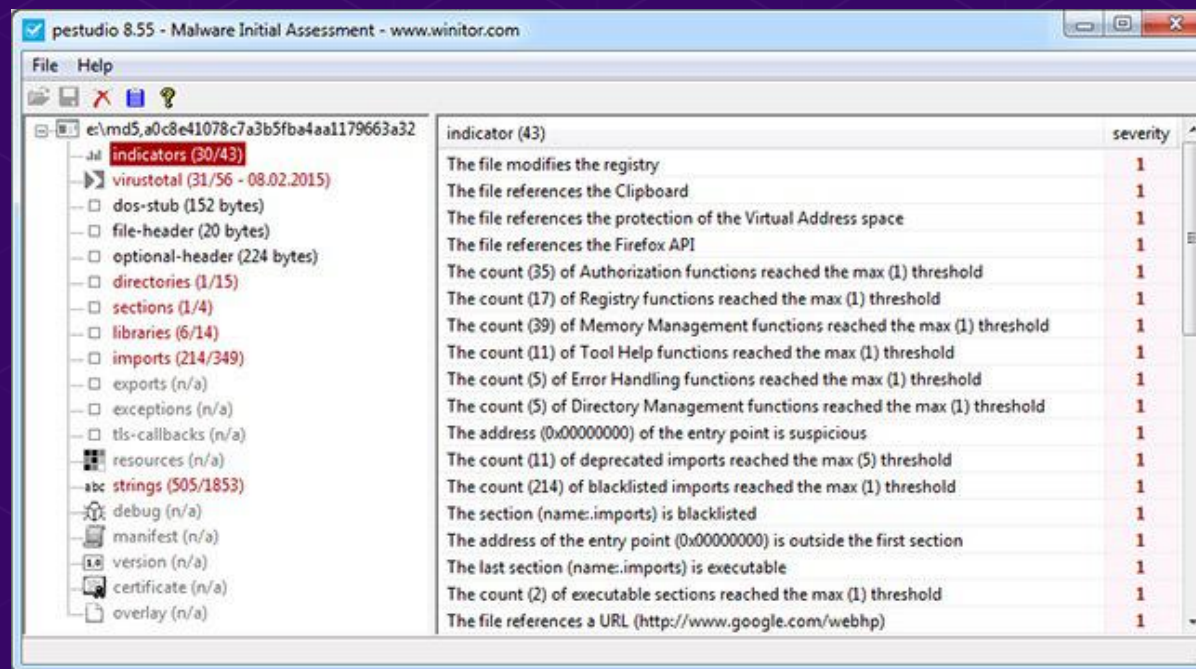 pestudio 8.55 - Malware Initial Assessment - www.winitor.com
File Help
e:\md5,a0c8e41078c7a3b5fba4aa1179663a32
indicators (30/43)
virustotal (31/56 - 08.02.2015)
dos-stub (152 bytes)
file-header (20 bytes)
optional-header (224 bytes)
directories (1/15)
sections (1/4)
libraries (6/14)
imports (214/349)
exports (n/a)
exceptions (n/a)
tls-callbacks (n/a)
resources (n/a)
abc strings (505/1853)
debug (n/a)
manifest (n/a)
1.0 version (n/a)
certificate (n/a)
overlay (n/a)
indicator (43) severity
The file modifies the registry 1
The file references the Clipboard 1
The file references the protection of the Virtual Address space 1
The file references the Firefox API 1
The count (35) of Authorization functions reached the max (1) threshold 1
The count (17) of Registry functions reached the max (1) threshold 1
The count (39) of Memory Management functions reached the max (1) threshold 1
The count (11) of Tool Help functions reached the max (1) threshold 1
The count (5) of Error Handling functions reached the max (1) threshold 1
The count (5) of Directory Management functions reached the max (1) threshold 1
The address (0x00000000) of the entry point is suspicious 1
The count (11) of deprecated imports reached the max (5) threshold 1
The count (214) of blacklisted imports reached the max (1) threshold 1
The section (name:.imports) is blacklisted 1
The address of the entry point (0x00000000) is outside the first section 1
The last section (name:.imports) is executable 1
The count (2) of executable sections reached the max (1) threshold 1
The file references a URL (http://www.google.com/webhp) 1